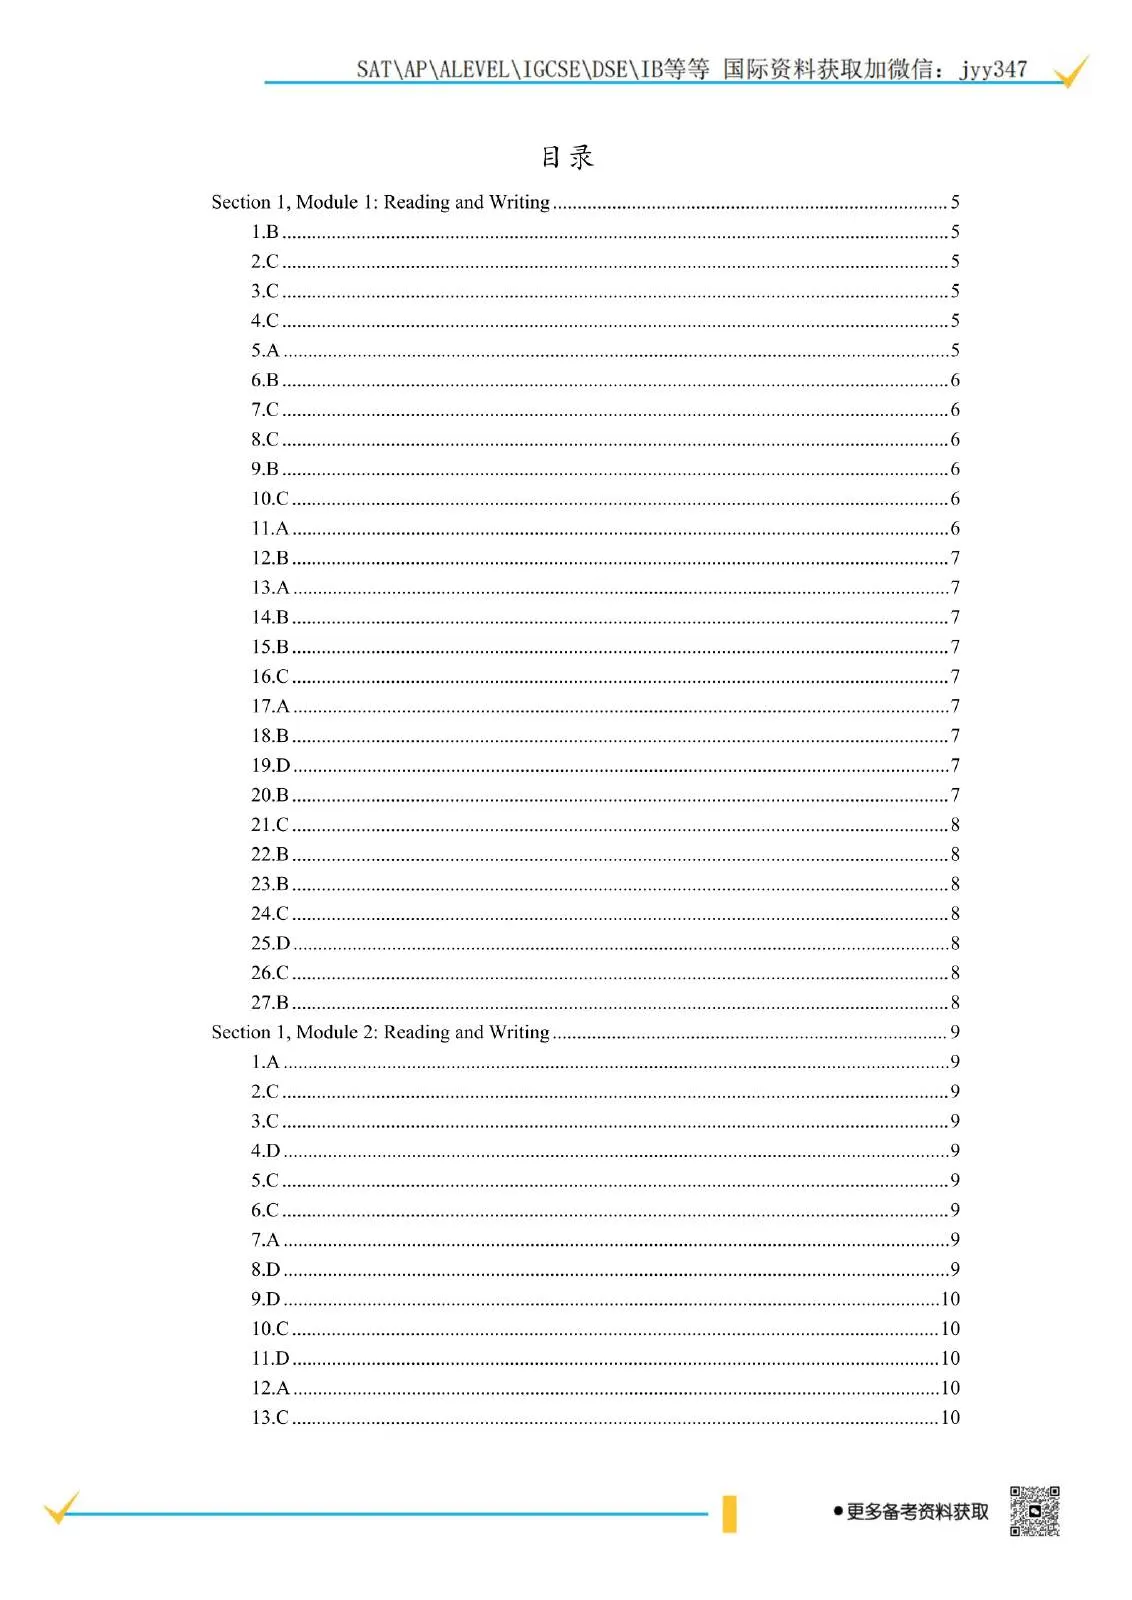 SAT\AP\ALEVEL\IGCSE\DSE\IB等等 国际资料获取加微信：jyy347
目录
Section 1, Module 1: Reading and Writing........5
1.B........5
2.C........5
3.C........5
4.C........5
5.A........5
6.B........6
7.C........6
8.C........6
9.B........6
10.C........6
11.A........6
12.B........7
13.A........7
14.B........7
15.B........7
16.C........7
17.A........7
18.B........7
19.D........7
20.B........7
21.C........8
22.B........8
23.B........8
24.C........8
25.D........8
26.C........8
27.B........8
Section 1, Module 2: Reading and Writing........9
1.A........9
2.C........9
3.C........9
4.D........9
5.C........9
6.C........9
7.A........9
8.D........9
9.D........10
10.C........10
11.D........10
12.A........10
13.C........10
●更多备考资料获取